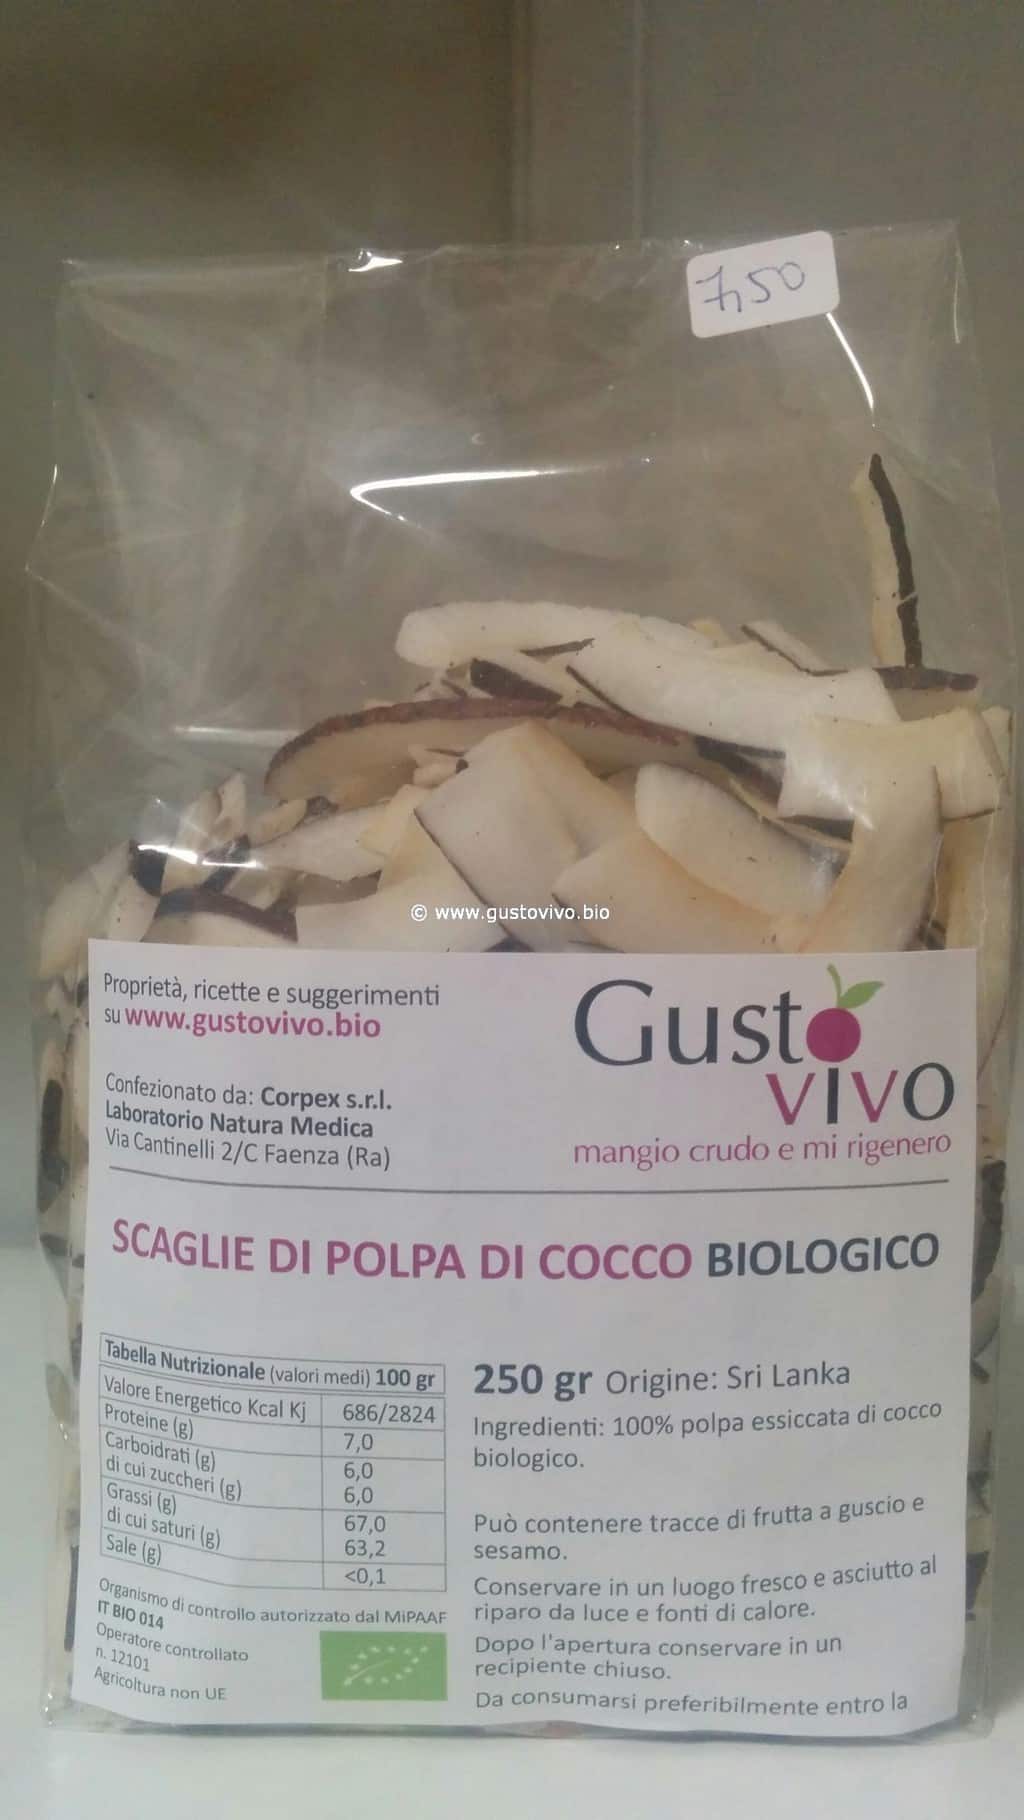 7,50
© www.gustovivo.bio
Proprietà, ricette e suggerimenti
su www.gustovivo.bio
Confezionato da: Corpex s.r.l.
Laboratorio Natura Medica
Via Cantinelli 2/C Faenza (Ra)
Gusto
vivo
mangio crudo e mi rigenero
SCAGLIE DI POLPA DI COCCO BIOLOGICO
Tabella Nutrizionale (valori medi) 100 gr
Valore Energetico Kcal Kj 686/2824
Proteine (g) 7,0
Carboidrati (g) 6,0
di cui zuccheri (g) 6,0
Grassi (g) 67,0
di cui saturi (g) 63,2
Sale (g) <0,1
Organismo di controllo autorizzato dal MiPAAF
IT BIO 014
Operatore controllato
n. 12101
Agricoltura non UE
250 gr Origine: Sri Lanka
Ingredienti: 100% polpa essiccata di cocco
biologico.
Può contenere tracce di frutta a guscio e
sesamo.
Conservare in un luogo fresco e asciutto al
riparo da luce e fonti di calore.
Dopo l'apertura conservare in un
recipiente chiuso.
Da consumarsi preferibilmente entro la